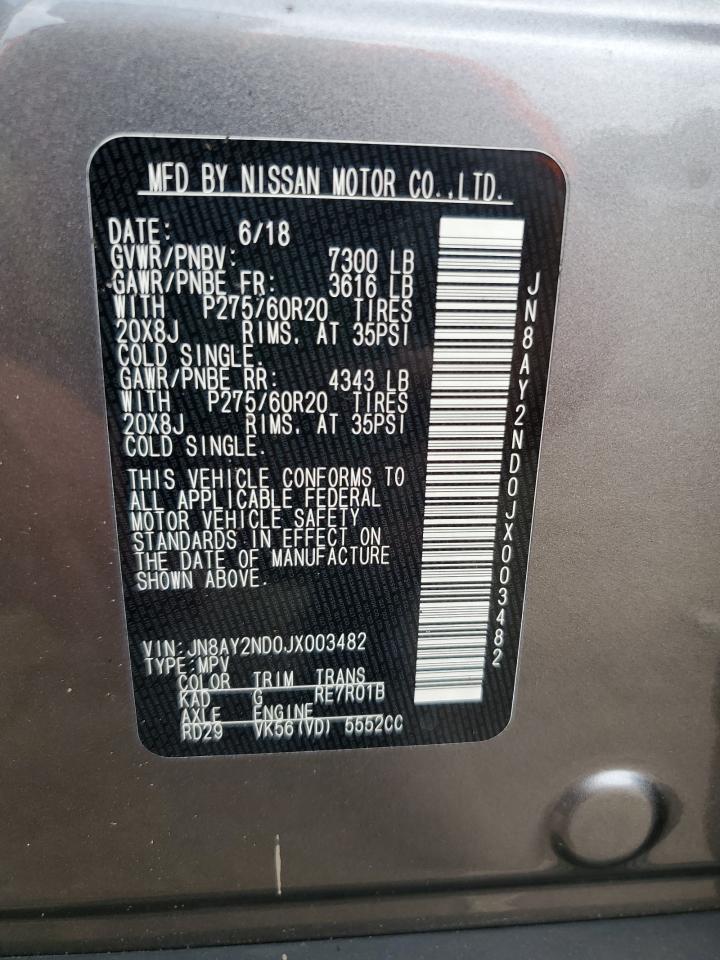 MFD BY NISSAN MOTOR CO.,LTD.
DATE: 6/18
GVWR/PNBV: 7300 LB
GAWR/PNBE FR: 3616 LB
WITH P275/60R20 TIRES
20X8J RIMS. AT 35PSI
COLD SINGLE.
GAWR/PNBE RR: 4343 LB
WITH P275/60R20 TIRES
20X8J RIMS. AT 35PSI
COLD SINGLE.
THIS VEHICLE CONFORMS TO
ALL APPLICABLE FEDERAL
MOTOR VEHICLE SAFETY
STANDARDS IN EFFECT ON
THE DATE OF MANUFACTURE
SHOWN ABOVE.
VIN:JN8AY2ND0JX003482
TYPE:MPV
COLOR TRIM TRANS
KAD G RE7R01B
AXLE ENGINE
RD29 VK56(VD) 5552CC
JN8AY2ND0JX003482